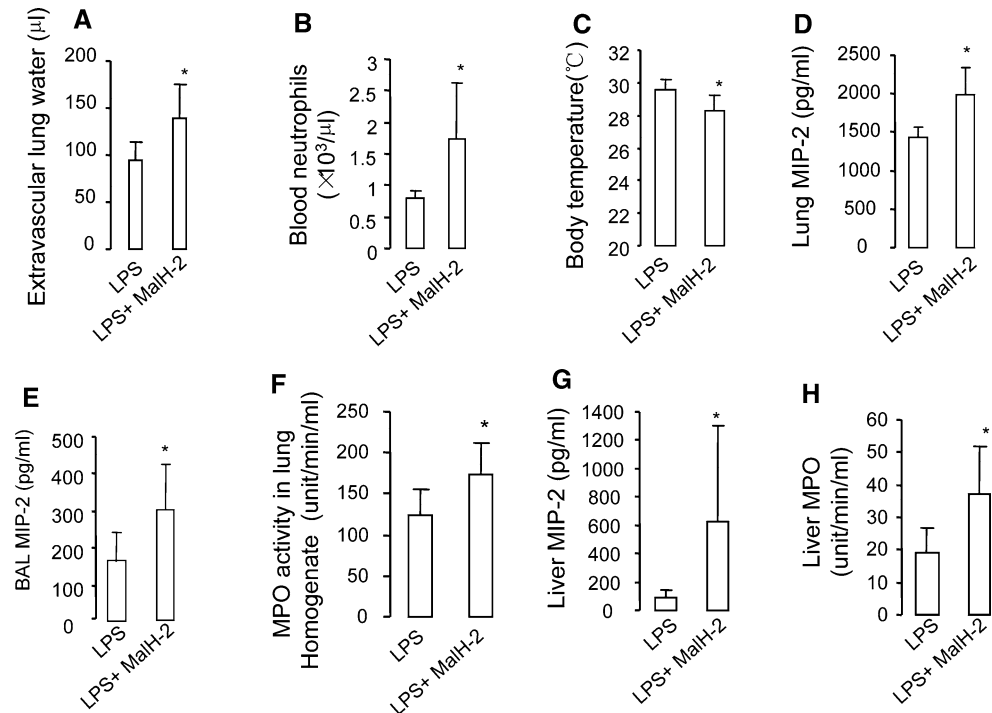 A
Extravascular lung water (µl)
200
150
100
50
0
*
LPS
LPS+ MalH-2
B
Blood neutrophils
(×10³/µl)
3
2.5
2
1.5
1
0.5
0
*
LPS
LPS+ MalH-2
C
Body temperature(℃)
32
30
28
26
24
22
20
*
LPS
LPS+ MalH-2
D
Lung MIP-2 (pg/ml)
2500
2000
1500
1000
500
0
*
LPS
LPS+ MalH-2
E
BAL MIP-2 (pg/ml)
500
400
300
200
100
0
*
LPS
LPS+ MalH-2
F
MPO activity in lung
Homogenate (unit/min/ml)
250
200
150
100
50
0
*
LPS
LPS+ MalH-2
G
Liver MIP-2 (pg/ml)
1400
1200
1000
800
600
400
200
0
*
LPS
LPS+ MalH-2
H
Liver MPO
(unit/min/ml)
60
50
40
30
20
10
0
*
LPS
LPS+ MalH-2